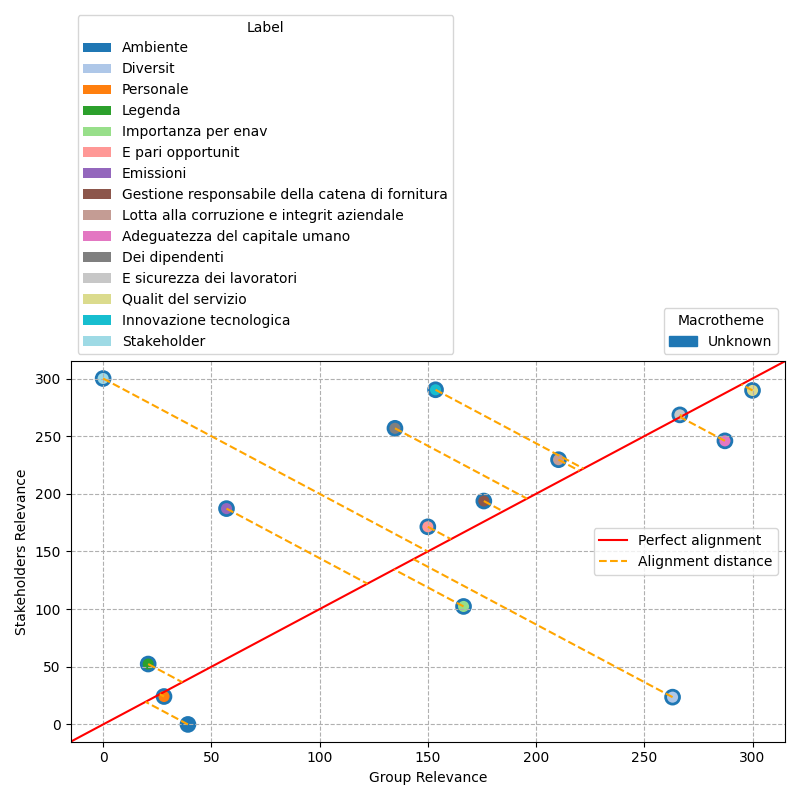 Label
Ambiente
Diversit
Personale
Legenda
Importanza per enav
E pari opportunit
Emissioni
Gestione responsabile della catena di fornitura
Lotta alla corruzione e integrit aziendale
Adeguatezza del capitale umano
Dei dipendenti
E sicurezza dei lavoratori
Qualit del servizio
Innovazione tecnologica
Stakeholder
Macrotheme
Unknown
300
250
200
150
100
50
0
Stakeholders Relevance
Perfect alignment
Alignment distance
0 50 100 150 200 250 300
Group Relevance